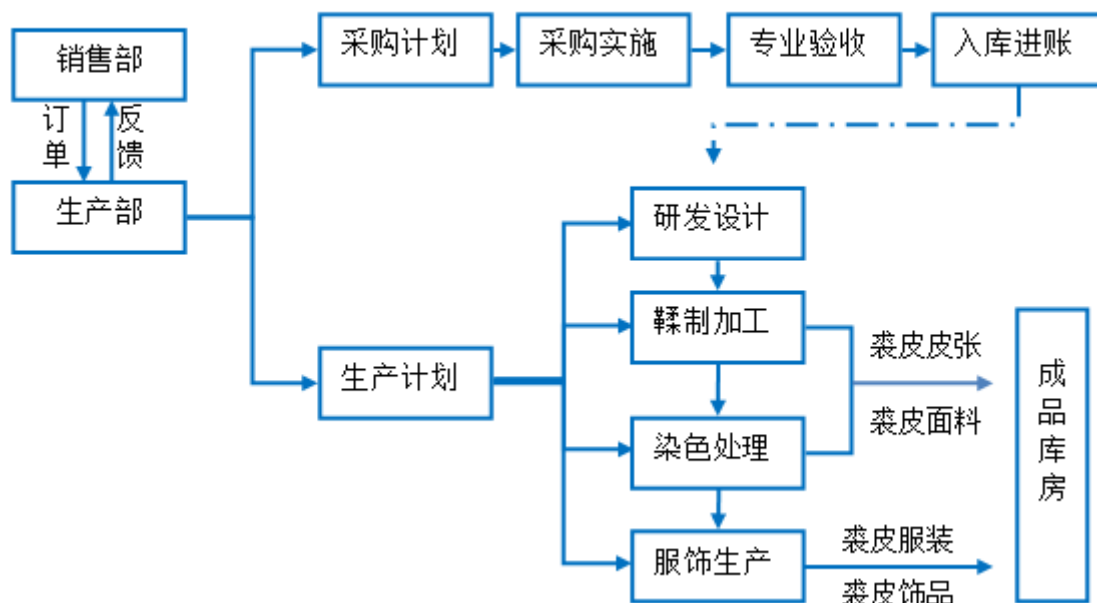 采购计划
采购实施
专业验收
入库进账
销售部
订单
反馈
生产部
研发设计
鞣制加工
裘皮皮张
生产计划
裘皮面料
染色处理
成品库房
裘皮服装
服饰生产
裘皮饰品